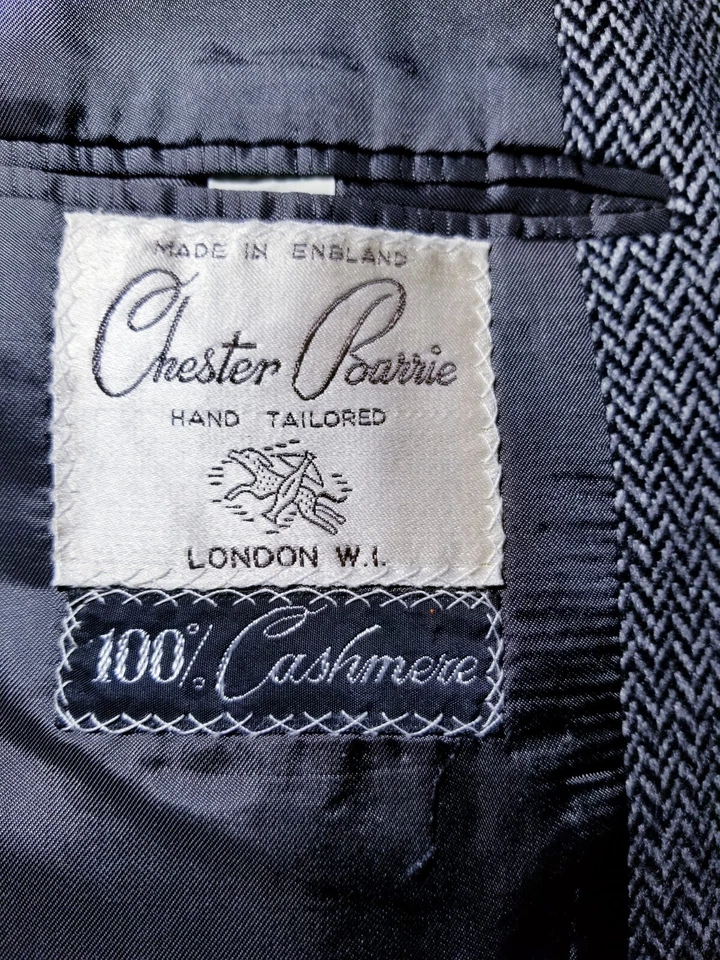 MADE IN ENGLAND
Chester Barrie
HAND TAILORED
LONDON W.I.
100% Cashmere